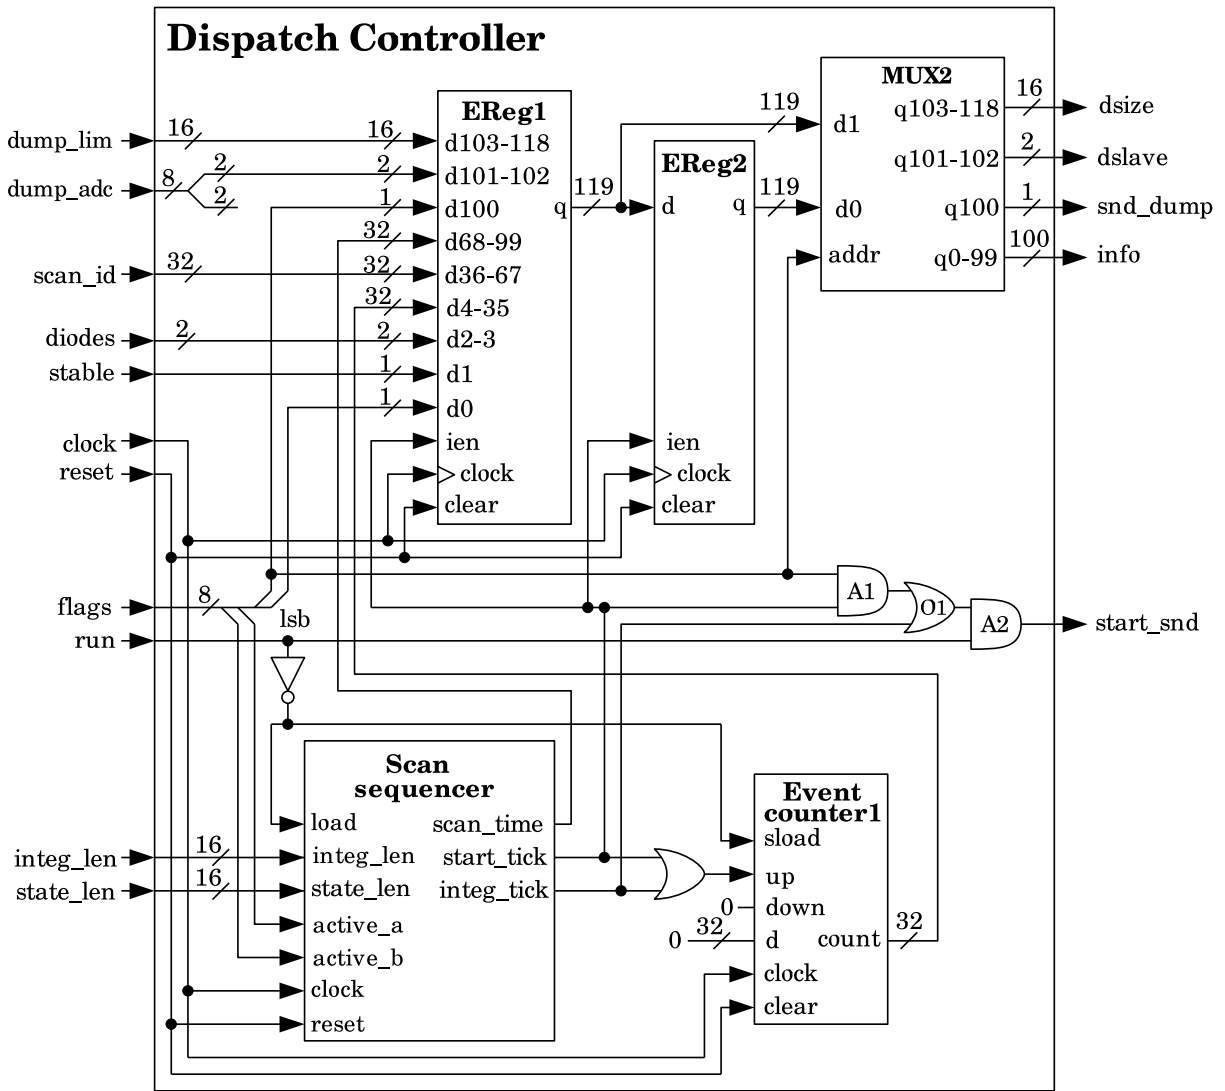 Dispatch Controller
dump_lim
dump_adc
scan_id
diodes
stable
clock
reset
flags
run
integ_len
state_len
16
8
2
2
32
2
8
16
16
16
2
1
32
32
32
2
1
1
EReg1
d103-118
d101-102
d100
d68-99
d36-67
d4-35
d2-3
d1
d0
ien
clock
clear
q
119
EReg2
d
q
ien
clock
clear
119
119
MUX2
d1
d0
addr
q103-118
q101-102
q100
q0-99
16
2
1
100
dsize
dslave
snd_dump
info
A1
O1
A2
start_snd
lsb
Scan
sequencer
load
integ_len
state_len
active_a
active_b
clock
reset
scan_time
start_tick
integ_tick
Event
counter1
sload
up
0
down
0
32
d
count
32
clock
clear